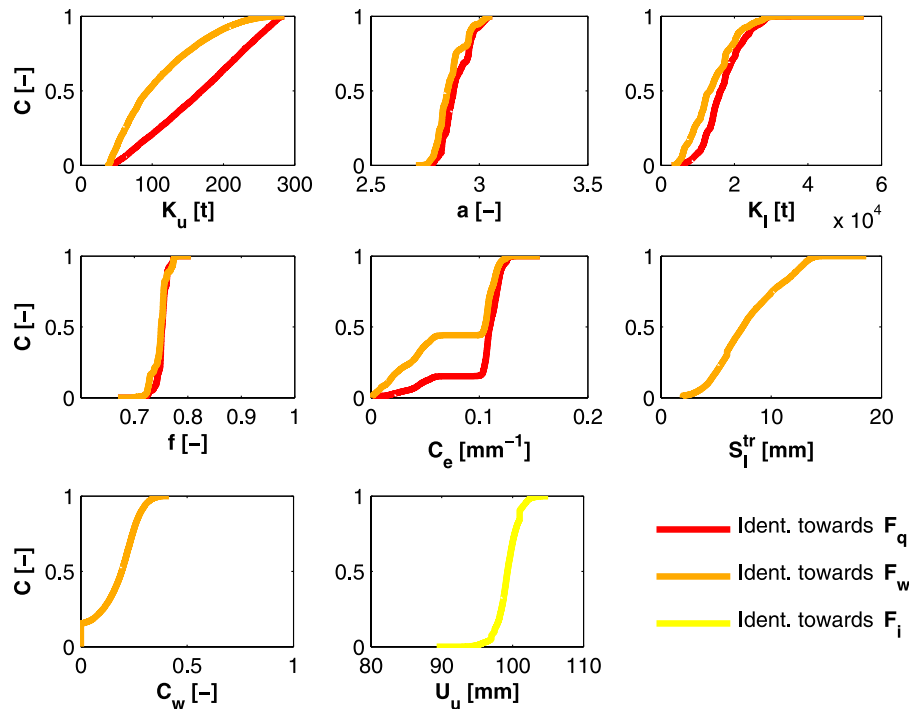 1
0.5
0
C [–]
0 100 200 300
K_u [t]
1
0.5
0
2.5 3 3.5
a [–]
1
0.5
0
0 2 4 6
x 10^4
K_l [t]
1
0.5
0
C [–]
0.7 0.8 0.9 1
f [–]
1
0.5
0
0 0.1 0.2
C_e [mm^−1]
1
0.5
0
0 10 20
S_l^tr [mm]
1
0.5
0
C [–]
0 0.5 1
C_w [–]
1
0.5
0
80 90 100 110
U_u [mm]
Ident. towards F_q
Ident. towards F_w
Ident. towards F_i